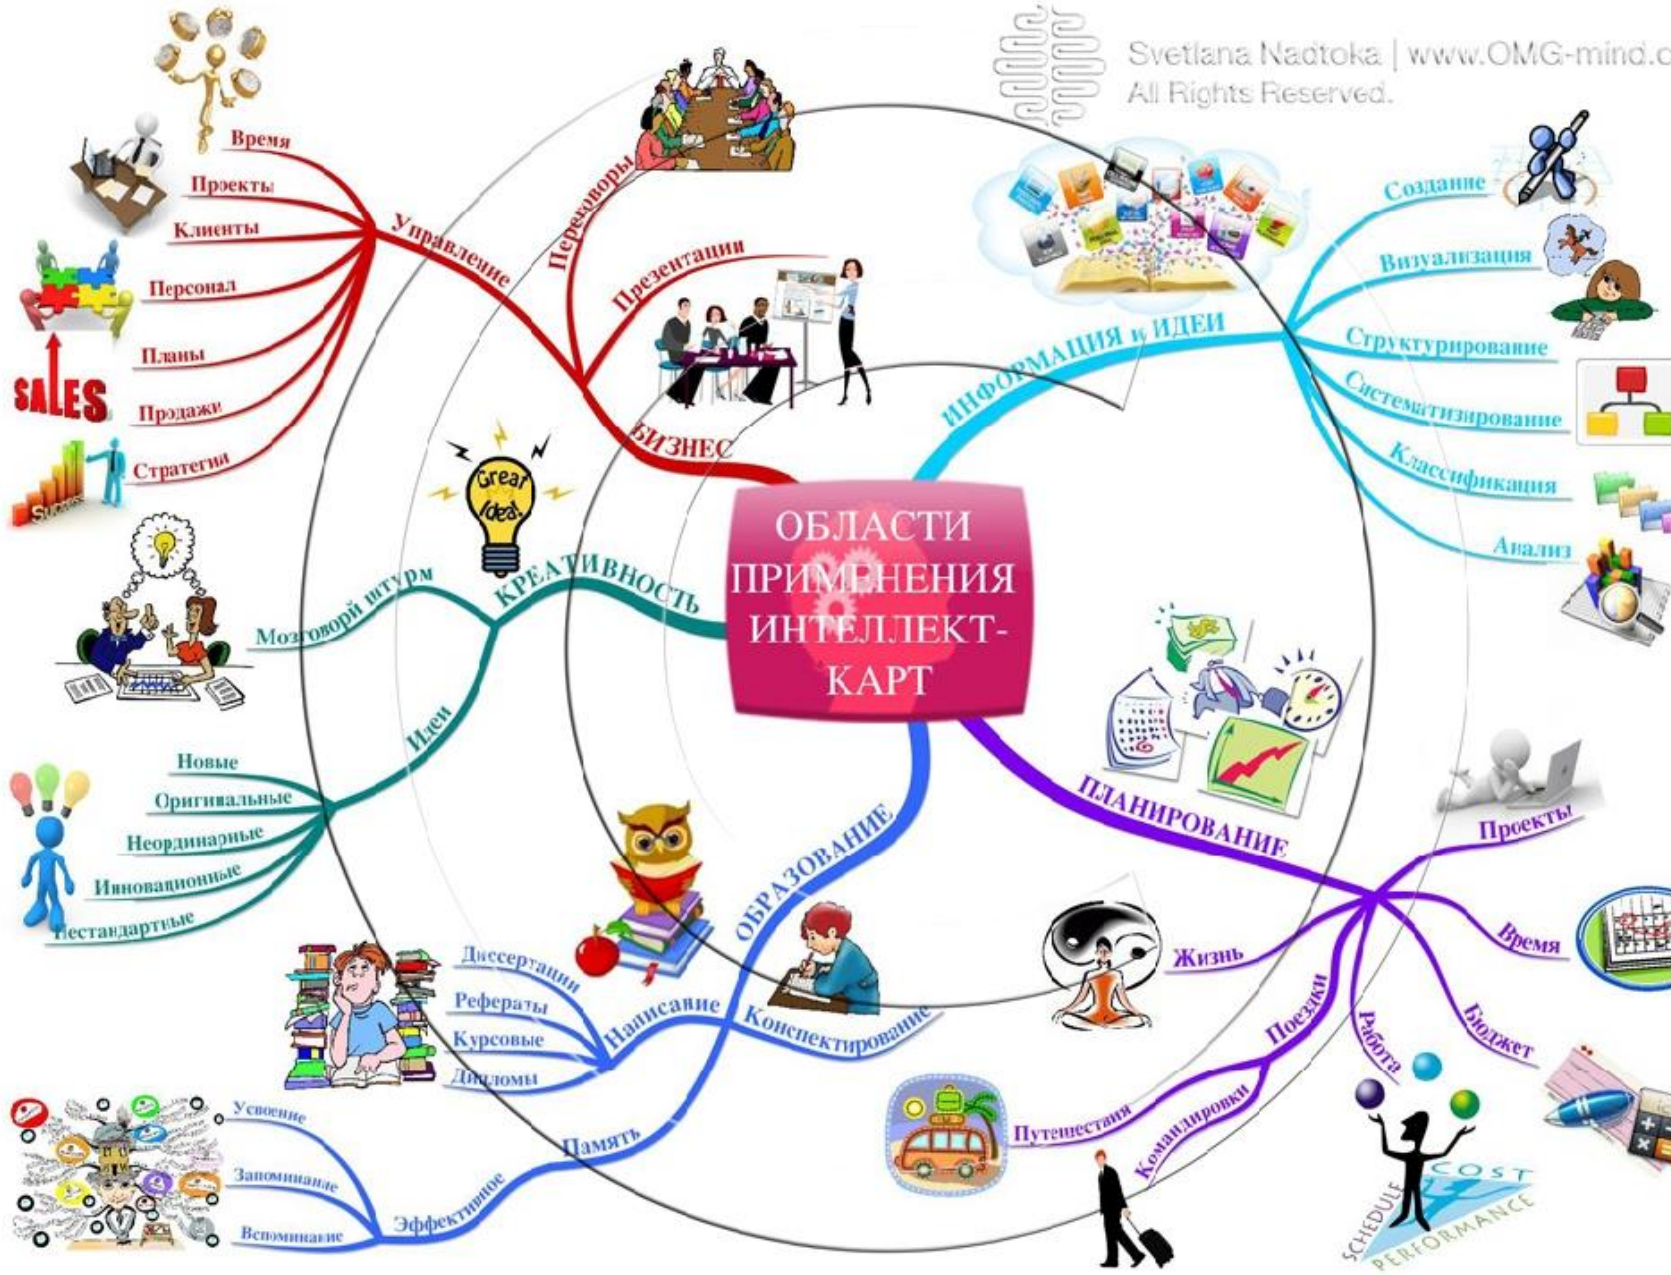 Svetlana Nadtoka | www.OMG-mind.c
All Rights Reserved.
ОБЛАСТИ
ПРИМЕНЕНИЯ
ИНТЕЛЛЕКТ-
КАРТ
ИНФОРМАЦИЯ и ИДЕИ
Создание
Визуализация
Структурирование
Систематизирование
Классификация
Анализ
ПЛАНИРОВАНИЕ
Проекты
Время
Бюджет
Работа
Поездки
Путешествия
Командировки
Жизнь
COST
SCHEDULE
PERFORMANCE
ОБРАЗОВАНИЕ
Конспектирование
Написание
Диссертации
Рефераты
Курсовые
Дипломы
Память
Эффективное
Усвоение
Запоминание
Вспоминание
КРЕАТИВНОСТЬ
Great
idea!
Мозговорй штурм
Идеи
Новые
Оригинальные
Неординарные
Инновационные
Нестандартные
БИЗНЕС
Презентации
Переговоры
Управление
Время
Проекты
Клиенты
Персонал
Планы
Продажи
Стратегия
SALES
Success